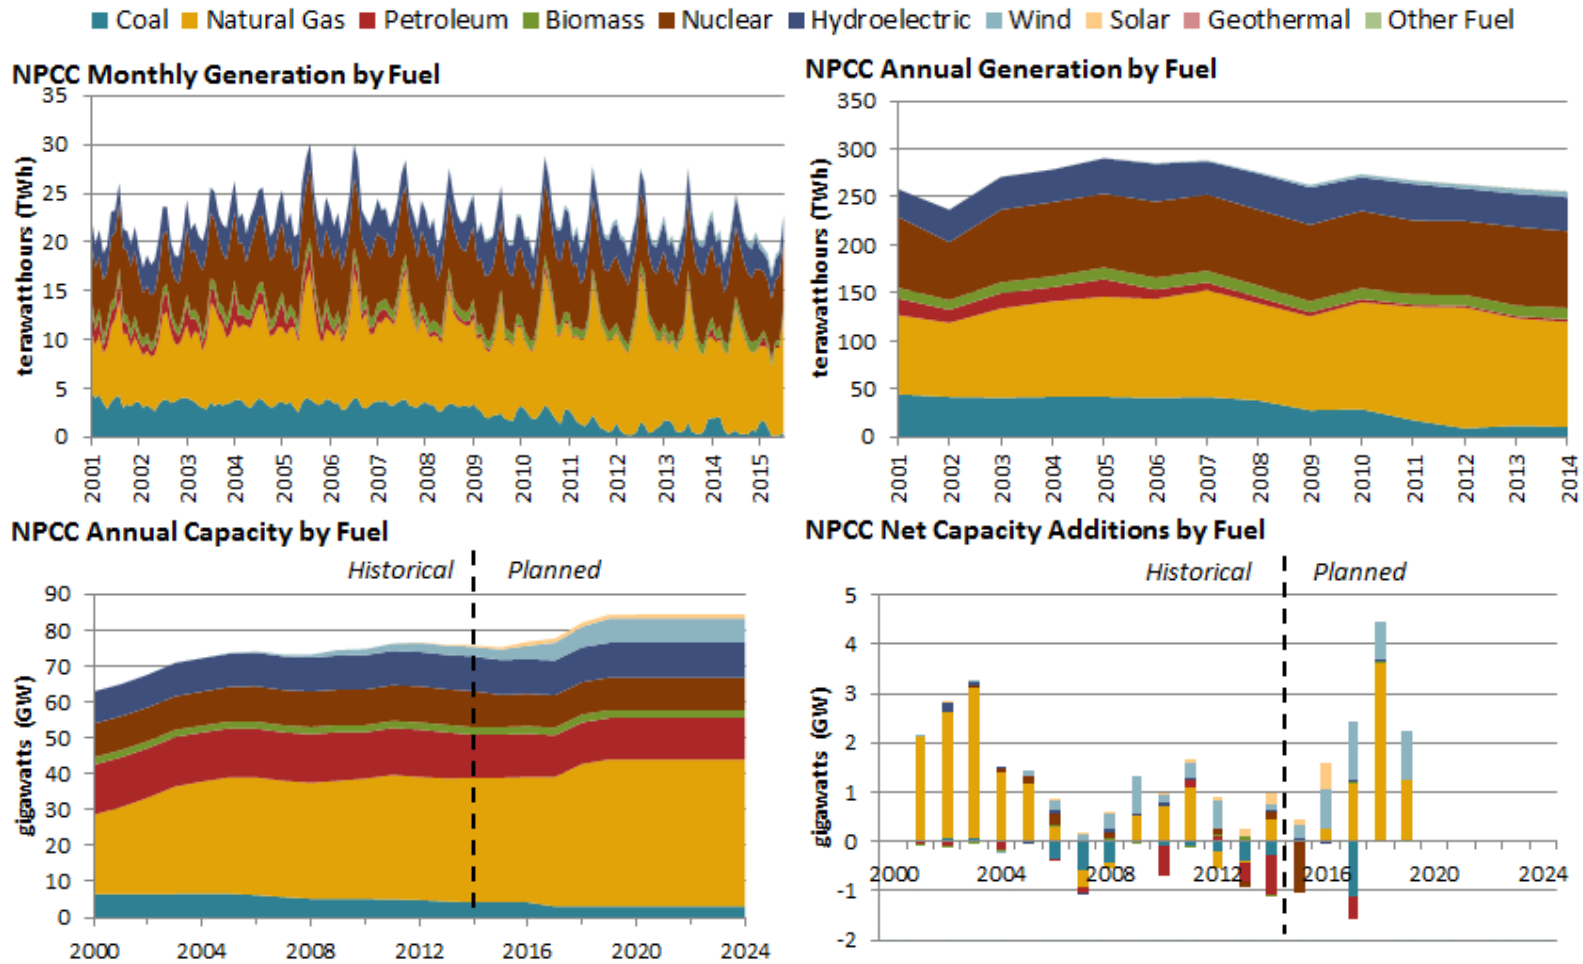 Coal Natural Gas Petroleum Biomass Nuclear Hydroelectric Wind Solar Geothermal Other Fuel
NPCC Monthly Generation by Fuel
terawatthours (TWh)
35
30
25
20
15
10
5
0
2001 2002 2003 2004 2005 2006 2007 2008 2009 2010 2011 2012 2013 2014 2015
NPCC Annual Generation by Fuel
terawatthours (TWh)
350
300
250
200
150
100
50
0
2001 2002 2003 2004 2005 2006 2007 2008 2009 2010 2011 2012 2013 2014
NPCC Annual Capacity by Fuel
Historical Planned
gigawatts (GW)
90
80
70
60
50
40
30
20
10
0
2000 2004 2008 2012 2016 2020 2024
NPCC Net Capacity Additions by Fuel
Historical Planned
gigawatts (GW)
5
4
3
2
1
0
-1
-2
2000 2004 2008 2012 2016 2020 2024